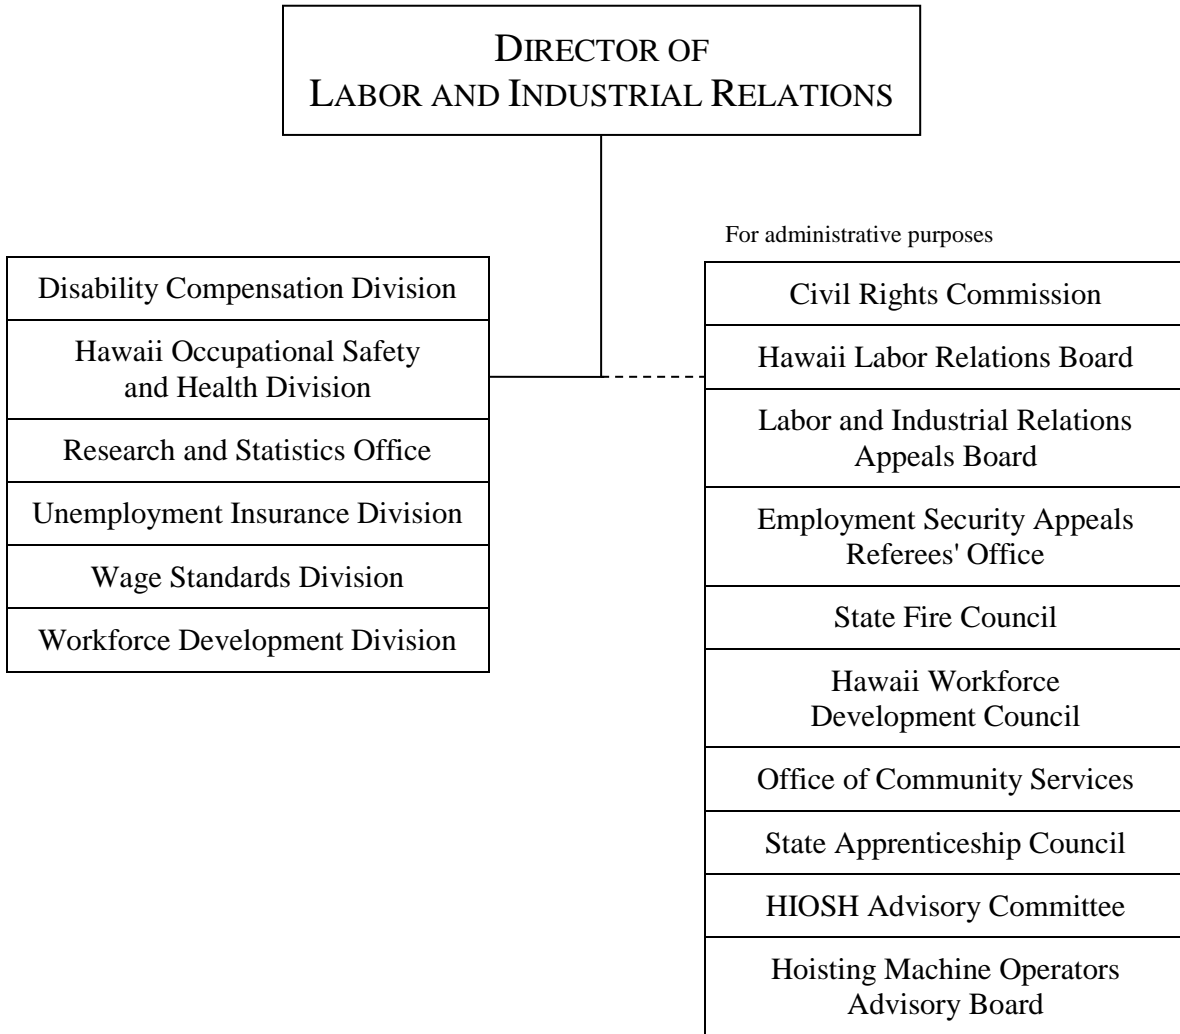 DIRECTOR OF
LABOR AND INDUSTRIAL RELATIONS
Disability Compensation Division
Hawaii Occupational Safety
and Health Division
Research and Statistics Office
Unemployment Insurance Division
Wage Standards Division
Workforce Development Division
For administrative purposes
Civil Rights Commission
Hawaii Labor Relations Board
Labor and Industrial Relations
Appeals Board
Employment Security Appeals
Referees' Office
State Fire Council
Hawaii Workforce
Development Council
Office of Community Services
State Apprenticeship Council
HIOSH Advisory Committee
Hoisting Machine Operators
Advisory Board